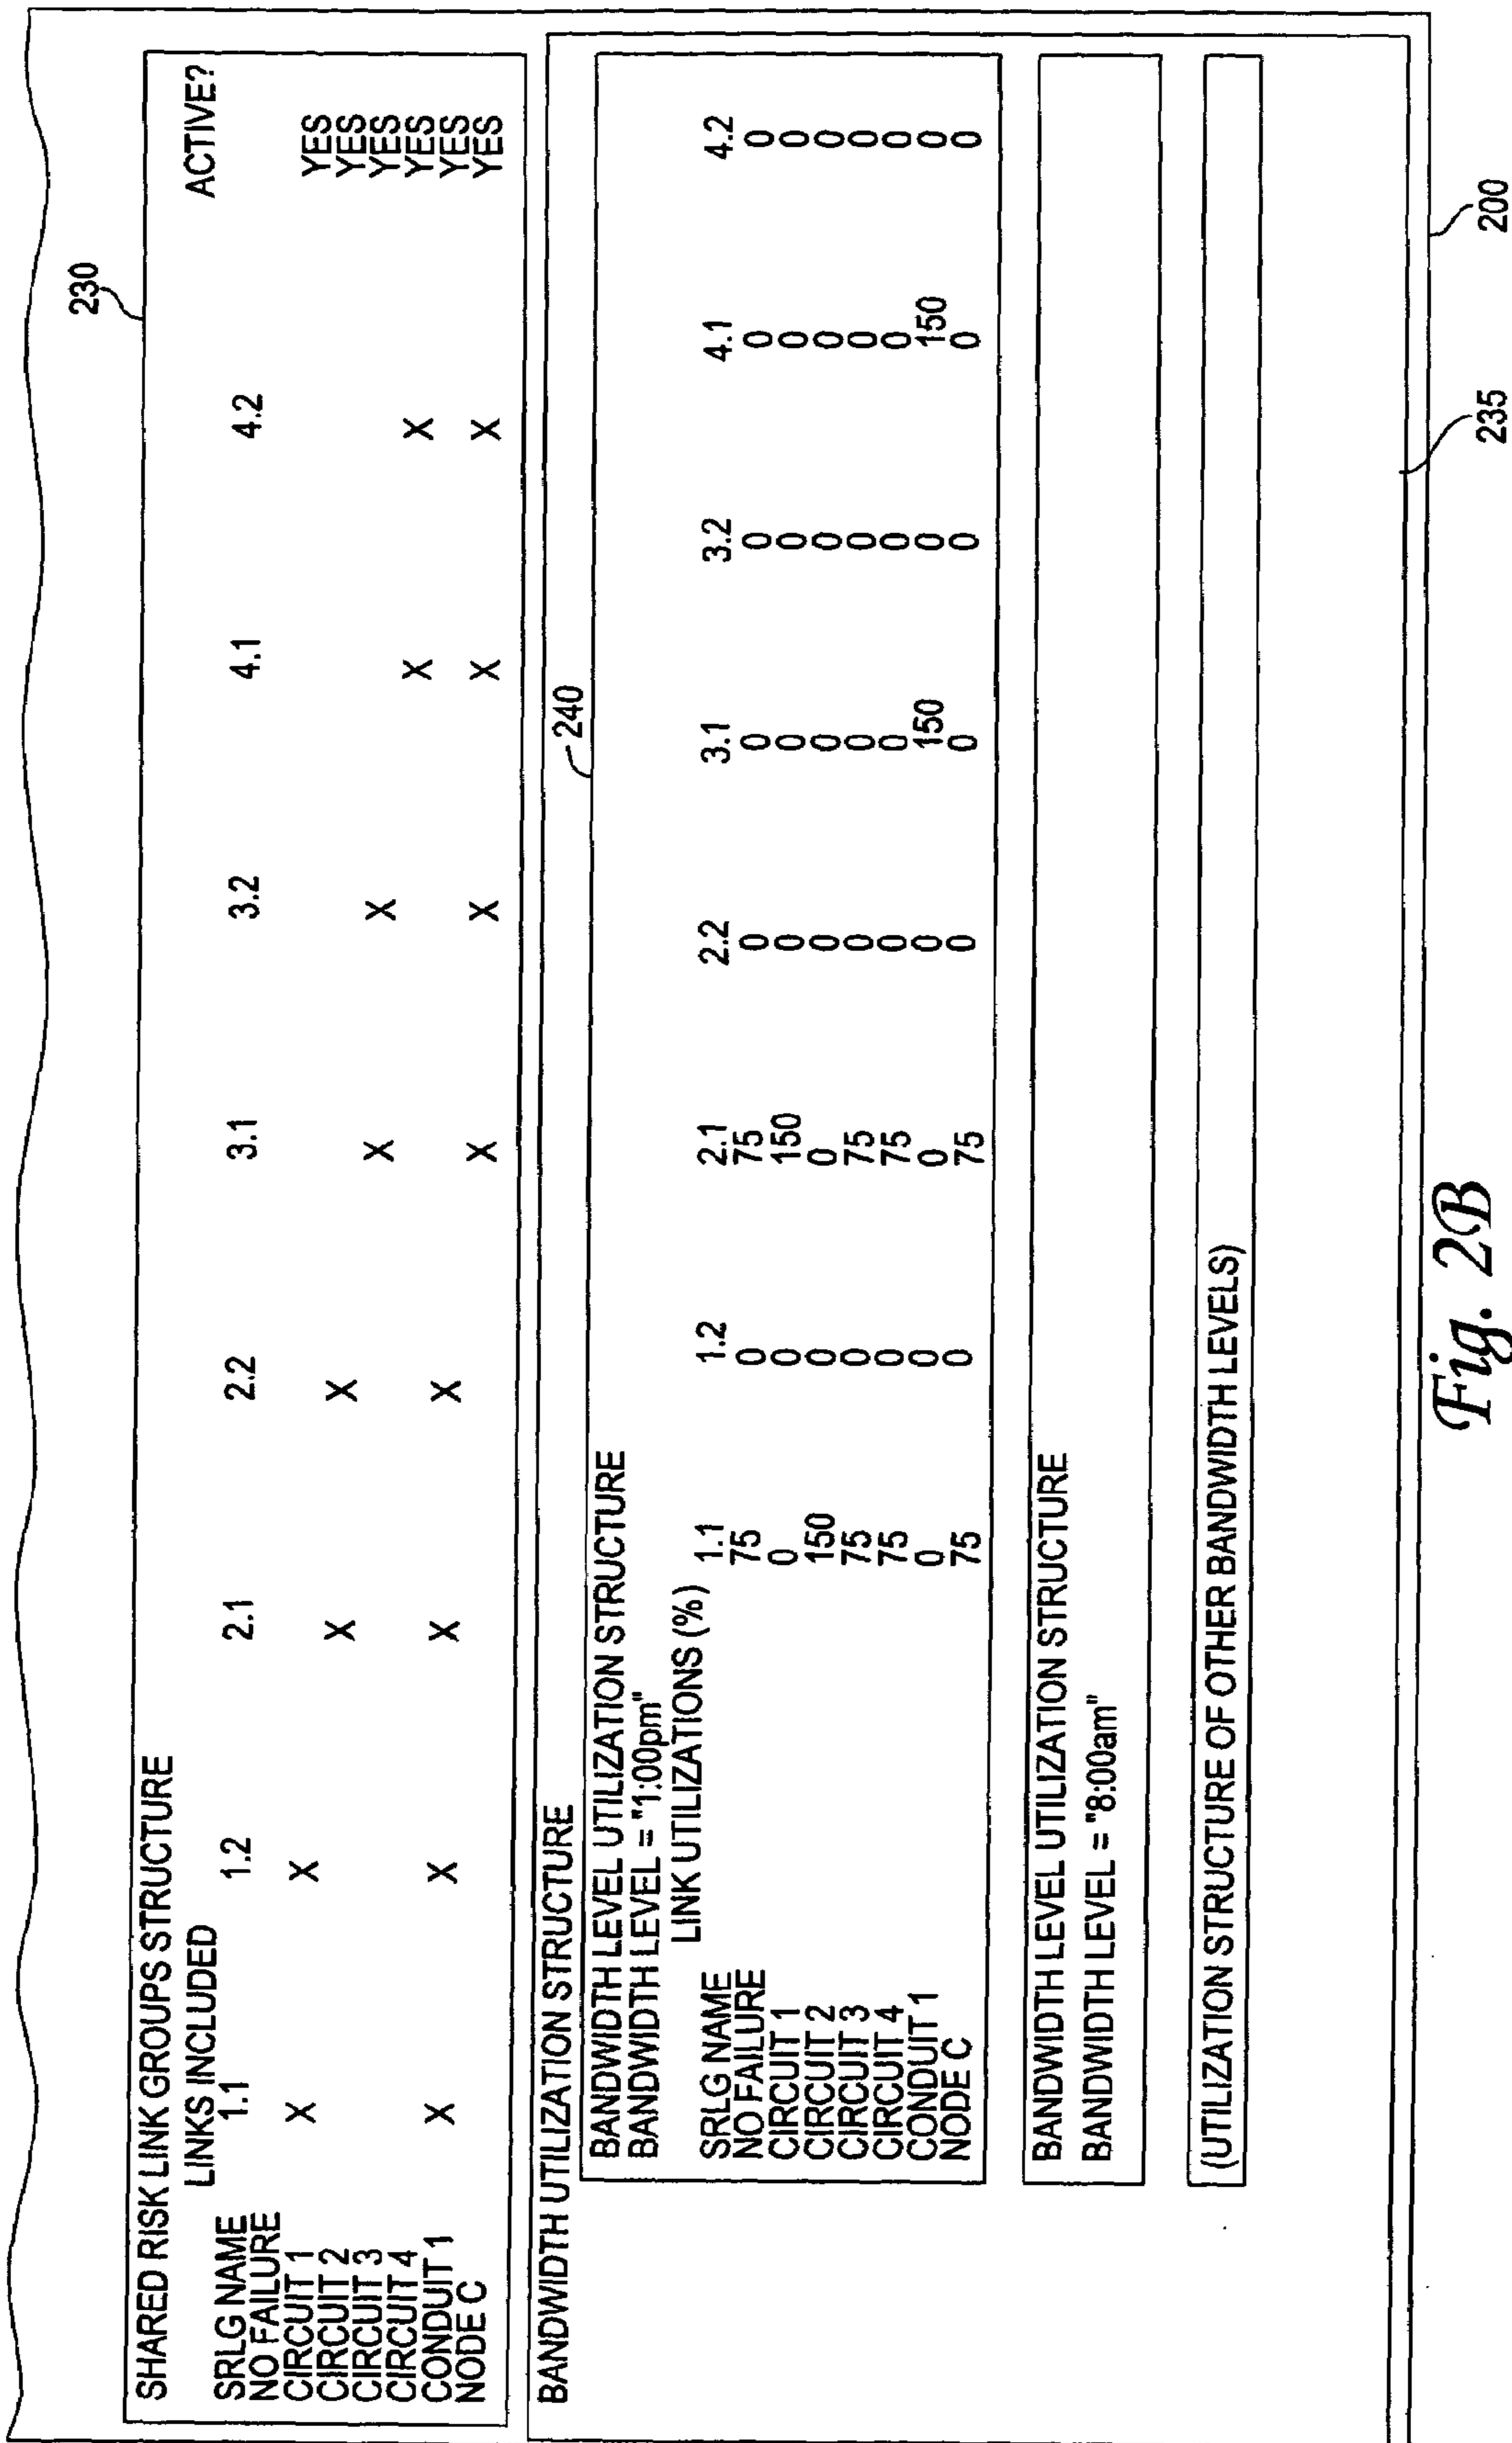 230
SHARED RISK LINK GROUPS STRUCTURE
LINKS INCLUDED ACTIVE?
SRLG NAME 1.1 1.2 2.1 2.2 3.1 3.2 4.1 4.2
NO FAILURE
CIRCUIT 1 X X YES
CIRCUIT 2 X X YES
CIRCUIT 3 X X YES
CIRCUIT 4 X X YES
CONDUIT 1 X X X X YES
NODE C X X X X YES
BANDWIDTH UTILIZATION STRUCTURE
240
BANDWIDTH LEVEL UTILIZATION STRUCTURE
BANDWIDTH LEVEL = "1:00pm"
LINK UTILIZATIONS (%)
SRLG NAME 1.1 1.2 2.1 2.2 3.1 3.2 4.1 4.2
NO FAILURE 75 0 75 0 0 0 0 0
CIRCUIT 1 0 0 150 0 0 0 0 0
CIRCUIT 2 150 0 0 0 0 0 0 0
CIRCUIT 3 75 0 75 0 0 0 0 0
CIRCUIT 4 75 0 75 0 0 0 0 0
CONDUIT 1 0 0 0 0 150 0 150 0
NODE C 75 0 75 0 0 0 0 0
BANDWIDTH LEVEL UTILIZATION STRUCTURE
BANDWIDTH LEVEL = "8:00am"
(UTILIZATION STRUCTURE OF OTHER BANDWIDTH LEVELS)
235
200
Fig. 2B